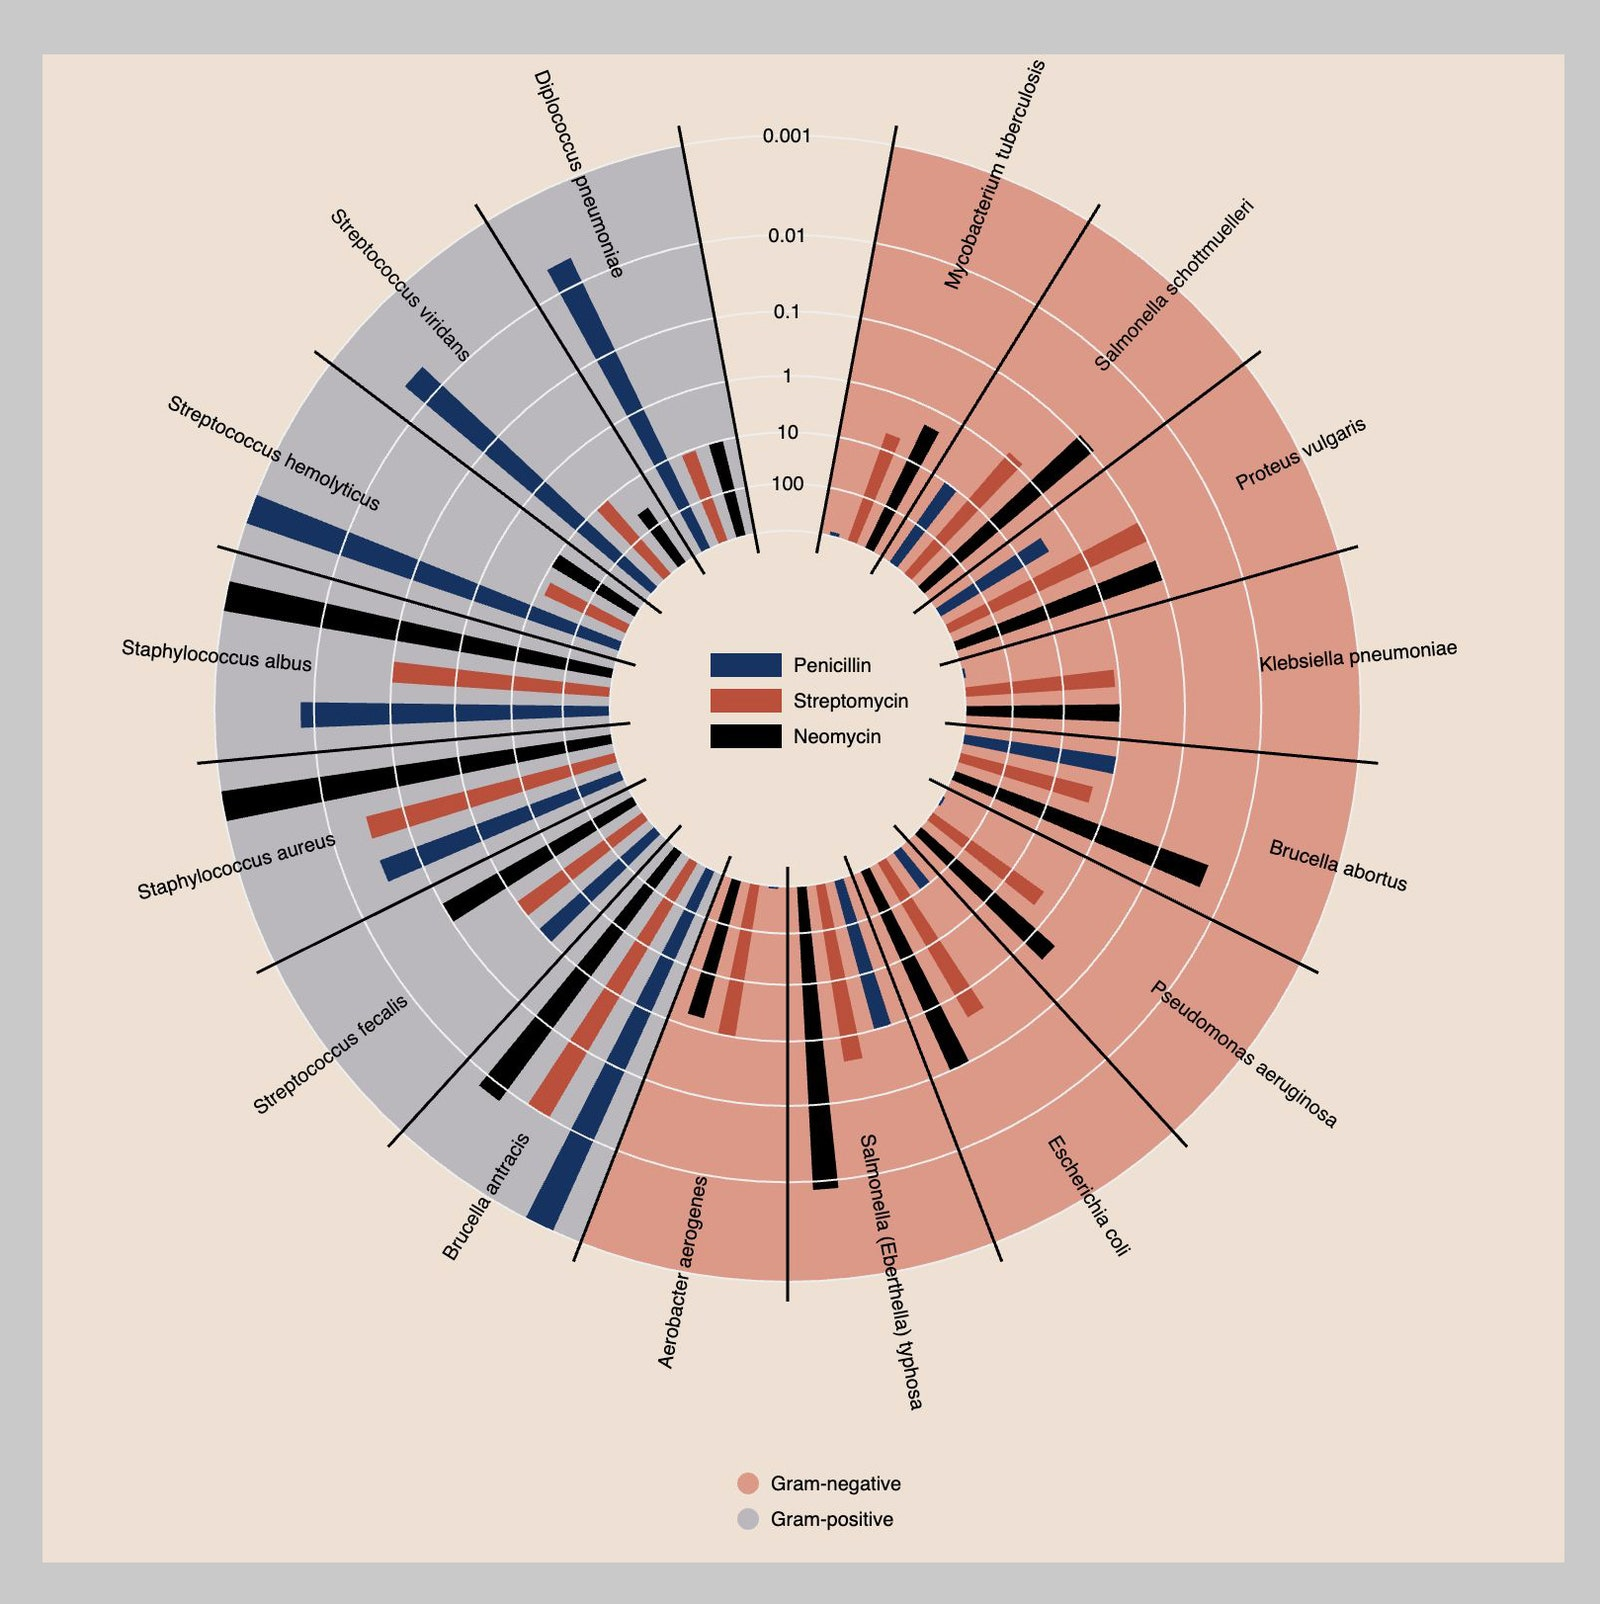 Diplococcus pneumoniae
Mycobacterium tuberculosis
Streptococcus viridans
Salmonella schottmuelleri
Streptococcus hemolyticus
Proteus vulgaris
Staphylococcus albus
Klebsiella pneumoniae
Staphylococcus aureus
Brucella abortus
Streptococcus fecalis
Pseudomonas aeruginosa
Brucella antracis
Escherichia coli
Aerobacter aerogenes
Salmonella (Eberthella) typhosa
0.001
0.01
0.1
1
10
100
Penicillin
Streptomycin
Neomycin
Gram-negative
Gram-positive